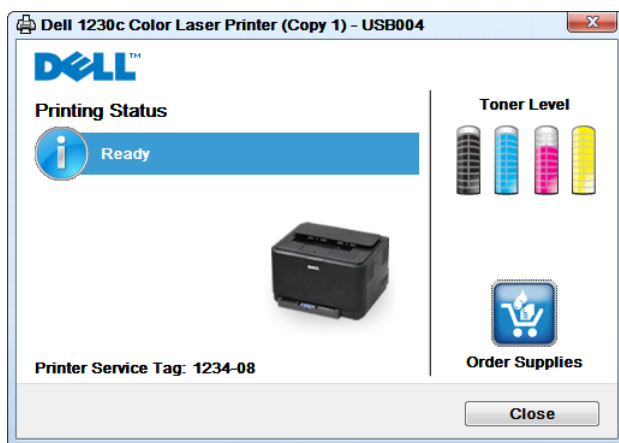 Dell 1230c Color Laser Printer (Copy 1) - USB004
DELL™
Printing Status
Ready
Toner Level
DELL
Order Supplies
Printer Service Tag: 1234-08
Close